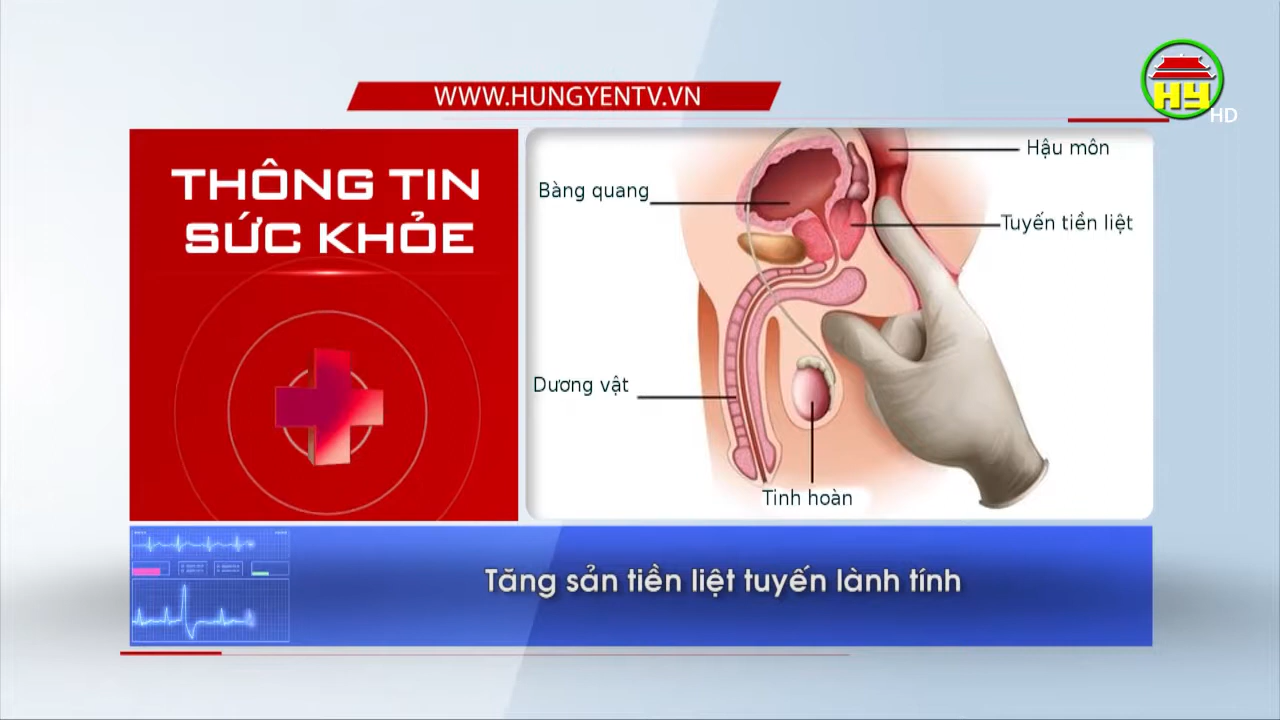 WWW.HUNGYENTV.VN
HY
HD
THÔNG TIN
SỨC KHỎE
Hậu môn
Bàng quang
Tuyến tiền liệt
Dương vật
Tinh hoàn
Tăng sản tiền liệt tuyến lành tính